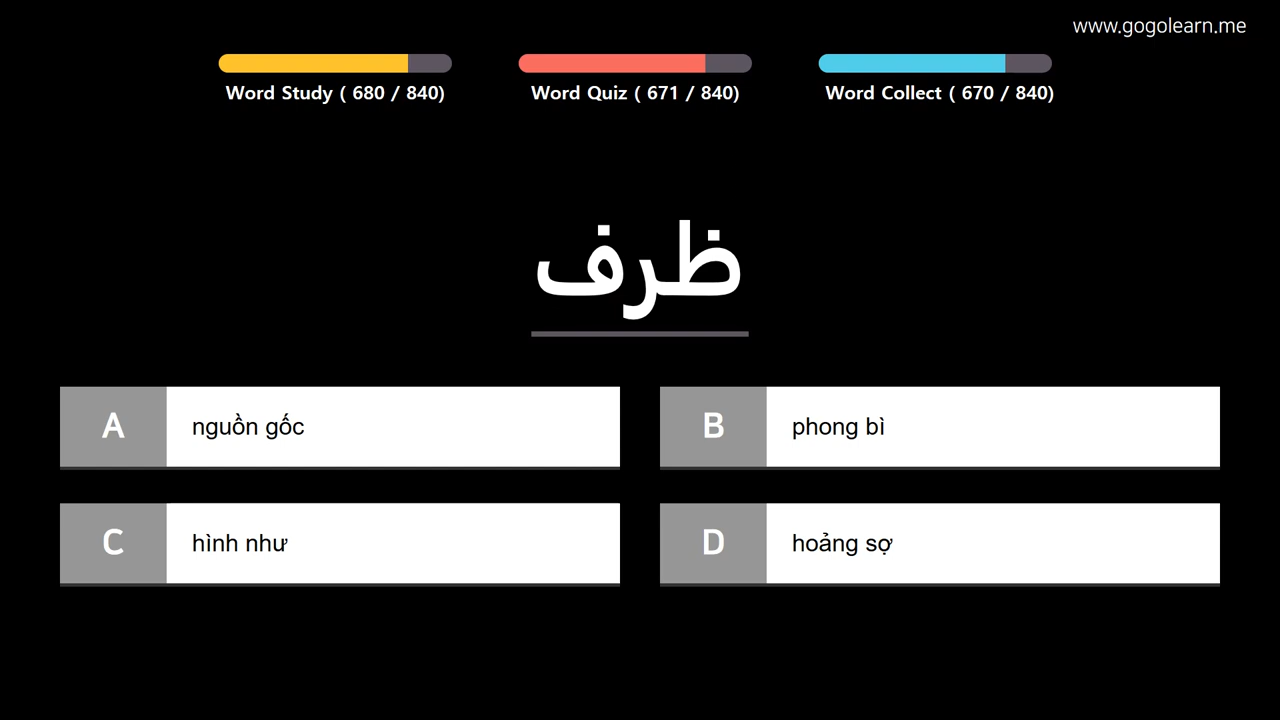 www.gogolearn.me
Word Study ( 680 / 840)
Word Quiz ( 671 / 840)
Word Collect ( 670 / 840)
ظرف
A nguồn gốc
B phong bì
C hình như
D hoảng sợ